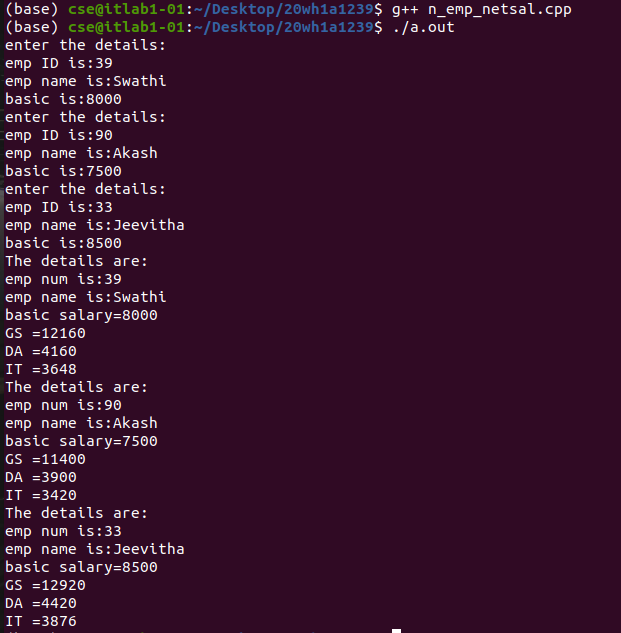 (base) cse@itlab1-01:~/Desktop/20wh1a1239$ g++ n_emp_netsal.cpp
(base) cse@itlab1-01:~/Desktop/20wh1a1239$ ./a.out
enter the details:
emp ID is:39
emp name is:Swathi
basic is:8000
enter the details:
emp ID is:90
emp name is:Akash
basic is:7500
enter the details:
emp ID is:33
emp name is:Jeevitha
basic is:8500
The details are:
emp num is:39
emp name is:Swathi
basic salary=8000
GS =12160
DA =4160
IT =3648
The details are:
emp num is:90
emp name is:Akash
basic salary=7500
GS =11400
DA =3900
IT =3420
The details are:
emp num is:33
emp name is:Jeevitha
basic salary=8500
GS =12920
DA =4420
IT =3876